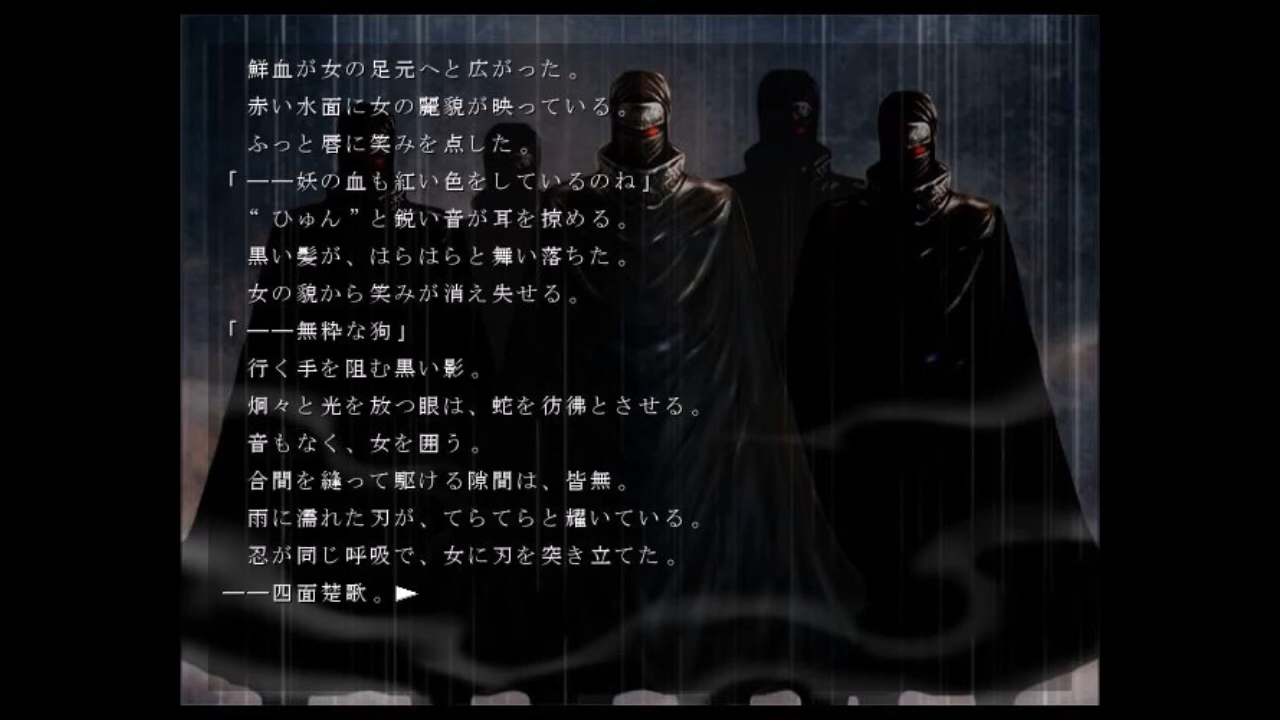 鮮血が女の足元へと広がった。
赤い水面に女の麗貌が映っている。
ふっと唇に笑みを点した。
「――妖の血も紅い色をしているのね」
“ひゅん”と鋭い音が耳を掠める。
黒い髪が、はらはらと舞い落ちた。
女の貌から笑みが消え失せる。
「――無粋な狗」
行く手を阻む黒い影。
炯々と光を放つ眼は、蛇を彷彿とさせる。
音もなく、女を囲う。
合間を縫って駆ける隙間は、皆無。
雨に濡れた刃が、てらてらと耀いている。
忍が同じ呼吸で、女に刃を突き立てた。
――四面楚歌。